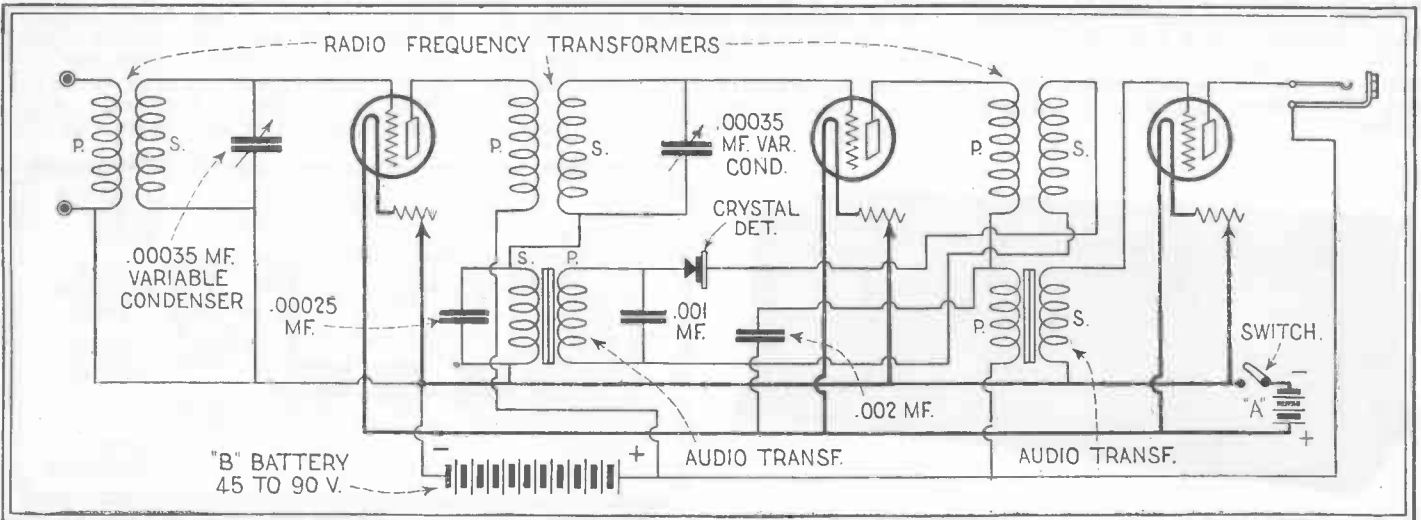 RADIO FREQUENCY TRANSFORMERS
P.
S.
P.
S.
P.
S.
.00035 MF.
VARIABLE
CONDENSER
.00035
MF. VAR.
COND.
CRYSTAL
DET.
S.
P.
.00025
MF.
.001
MF.
P.
S.
SWITCH.
"A"
-
+
.002 MF.
"B" BATTERY
45 TO 90 V.
-
+
AUDIO TRANSF.
AUDIO TRANSF.